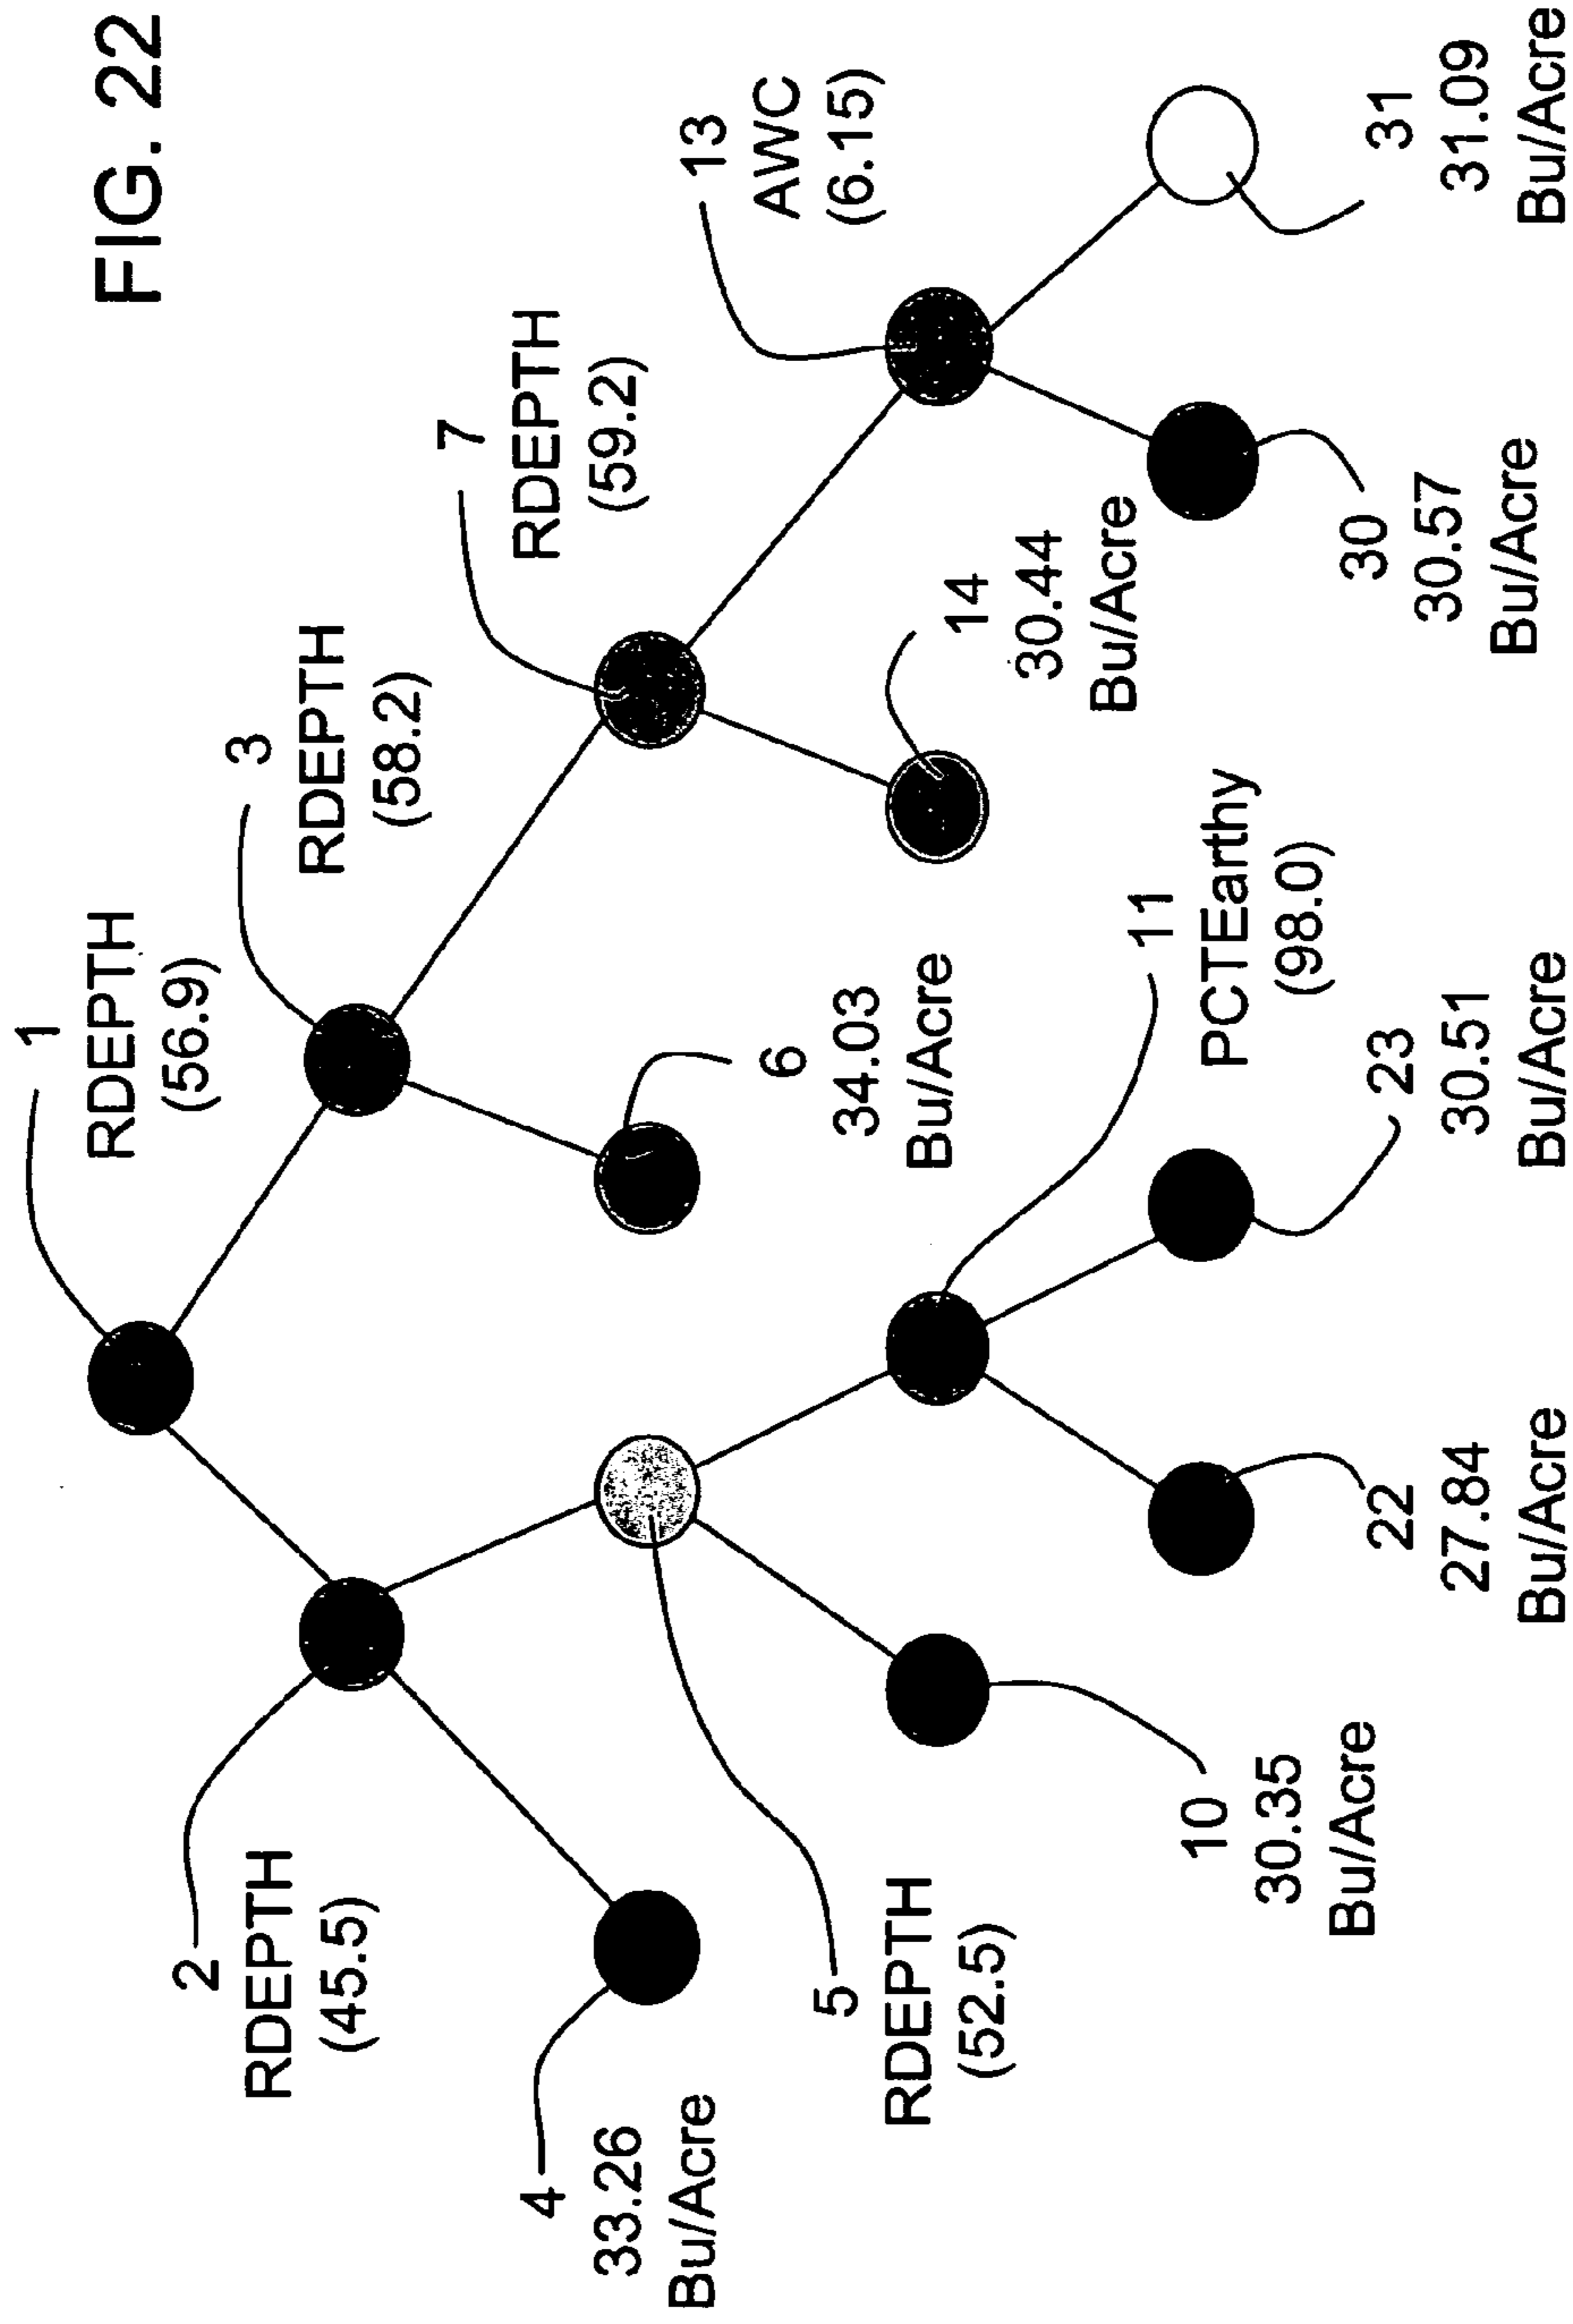 FIG. 22
1
RDEPTH
(56.9)
2
RDEPTH
(45.5)
3
RDEPTH
(58.2)
4
33.26
Bu/Acre
5
RDEPTH
(52.5)
6
34.03
Bu/Acre
7
RDEPTH
(59.2)
10
30.35
Bu/Acre
11
PCTEarthy
(98.0)
14
30.44
Bu/Acre
13
AWC
(6.15)
22
27.84
Bu/Acre
23
30.51
Bu/Acre
30
30.57
Bu/Acre
31
31.09
Bu/Acre